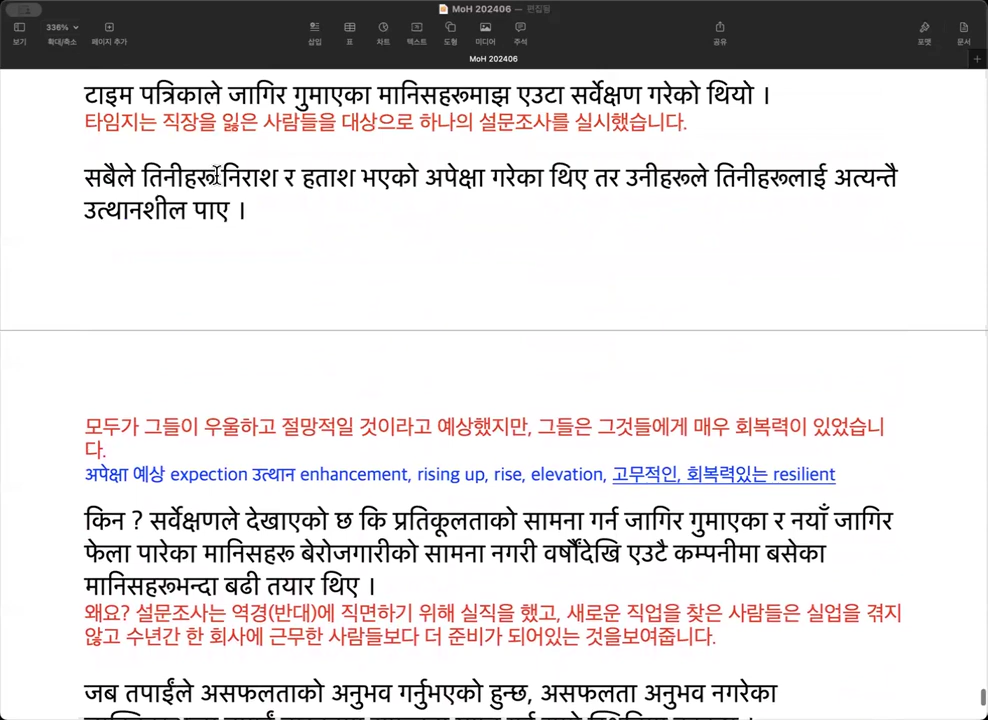 MoH 202406 — 편집됨
336%
보기 확대/축소 페이지 추가 삽입 표 차트 텍스트 도형 미디어 주석 공유 포맷 문서
MoH 202406
टाइम पत्रिकाले जागिर गुमाएका मानिसहरूमाझ एउटा सर्वेक्षण गरेको थियो ।
타임지는 직장을 잃은 사람들을 대상으로 하나의 설문조사를 실시했습니다.
सबैले तिनीहरू निराश र हताश भएको अपेक्षा गरेका थिए तर उनीहरूले तिनीहरूलाई अत्यन्तै
उत्थानशील पाए ।
모두가 그들이 우울하고 절망적일 것이라고 예상했지만, 그들은 그것들에게 매우 회복력이 있었습니
다.
अपेक्षा 예상 expection उत्थान enhancement, rising up, rise, elevation, 고무적인, 회복력있는 resilient
किन ? सर्वेक्षणले देखाएको छ कि प्रतिकूलताको सामना गर्न जागिर गुमाएका र नयाँ जागिर
फेला पारेका मानिसहरू बेरोजगारीको सामना नगरी वर्षौंदेखि एउटै कम्पनीमा बसेका
मानिसहरूभन्दा बढी तयार थिए ।
왜요? 설문조사는 역경(반대)에 직면하기 위해 실직을 했고, 새로운 직업을 찾은 사람들은 실업을 겪지
않고 수년간 한 회사에 근무한 사람들보다 더 준비가 되어있는 것을보여줍니다.
जब तपाईंले असफलताको अनुभव गर्नुभएको हुन्छ, असफलता अनुभव नगरेका